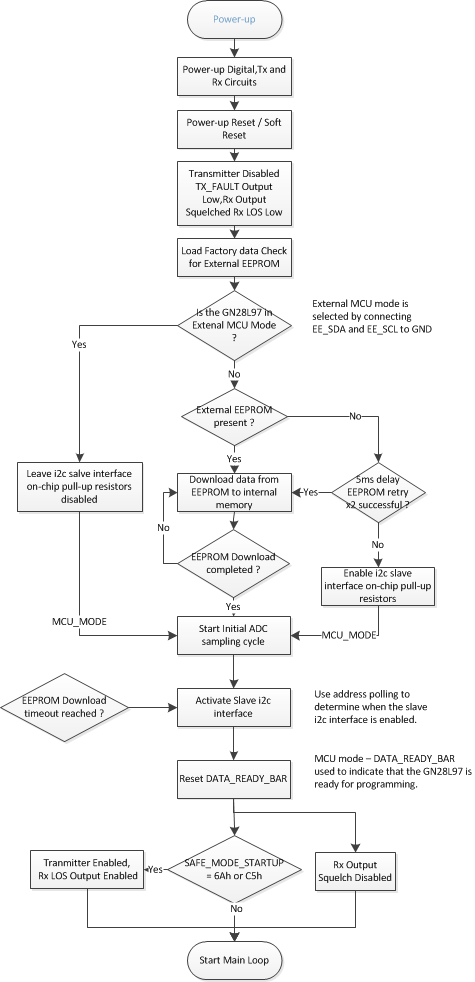 Power-up
Power-up Digital,Tx and
Rx Circuits
Power-up Reset / Soft
Reset
Transmitter Disabled
TX_FAULT Output
Low,Rx Output
Squelched Rx LOS Low
Load Factory data Check
for External EEPROM
Is the GN28L97 in
Extenal MCU Mode
?
External MCU mode is
selected by connecting
EE_SDA and EE_SCL to GND
Yes
No
External EEPROM
present ?
No
Yes
Leave i2c salve interface
on-chip pull-up resistors
disabled
Download data from
EEPROM to internal
memory
Yes
5ms delay
EEPROM retry
x2 successful ?
No
No
EEPROM Download
completed ?
Enable i2c slave
interface on-chip pull-up
resistors
Yes
MCU_MODE
Start Initial ADC
sampling cycle
MCU_MODE
EEPROM Download
timeout reached ?
Activate Slave i2c
interface
Use address polling to
determine when the slave
i2c interface is enabled.
Reset DATA_READY_BAR
MCU mode – DATA_READY_BAR
used to indicate that the GN28L97 is
ready for programming.
Tranmitter Enabled,
Rx LOS Output Enabled
Yes
SAFE_MODE_STARTUP
= 6Ah or C5h
Rx Output
Squelch Disabled
No
Start Main Loop